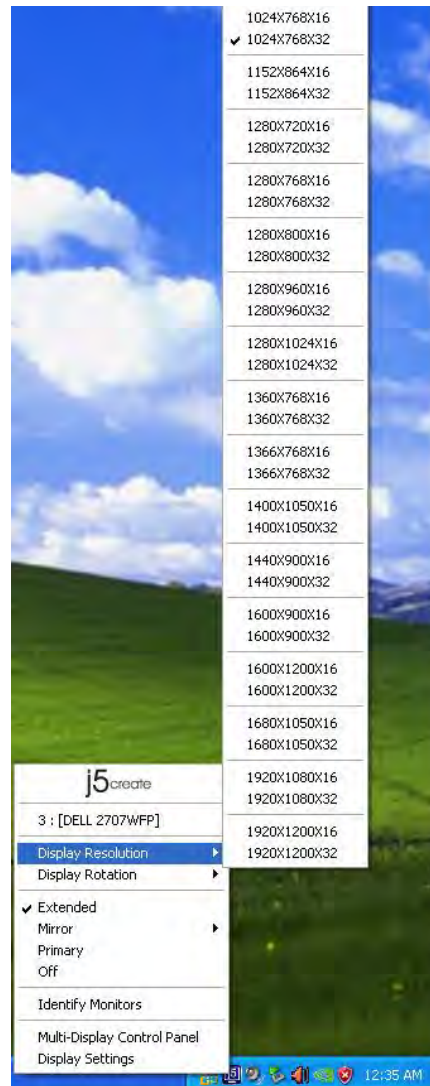 1024X768X16
1024X768X32
1152X864X16
1152X864X32
1280X720X16
1280X720X32
1280X768X16
1280X768X32
1280X800X16
1280X800X32
1280X960X16
1280X960X32
1280X1024X16
1280X1024X32
1360X768X16
1360X768X32
1366X768X16
1366X768X32
1400X1050X16
1400X1050X32
1440X900X16
1440X900X32
1600X900X16
1600X900X32
1600X1200X16
1600X1200X32
1680X1050X16
1680X1050X32
1920X1080X16
1920X1080X32
1920X1200X16
1920X1200X32
j5create
3 : [DELL 2707WFP]
Display Resolution
Display Rotation
Extended
Mirror
Primary
Off
Identify Monitors
Multi-Display Control Panel
Display Settings
j5
12:35 AM